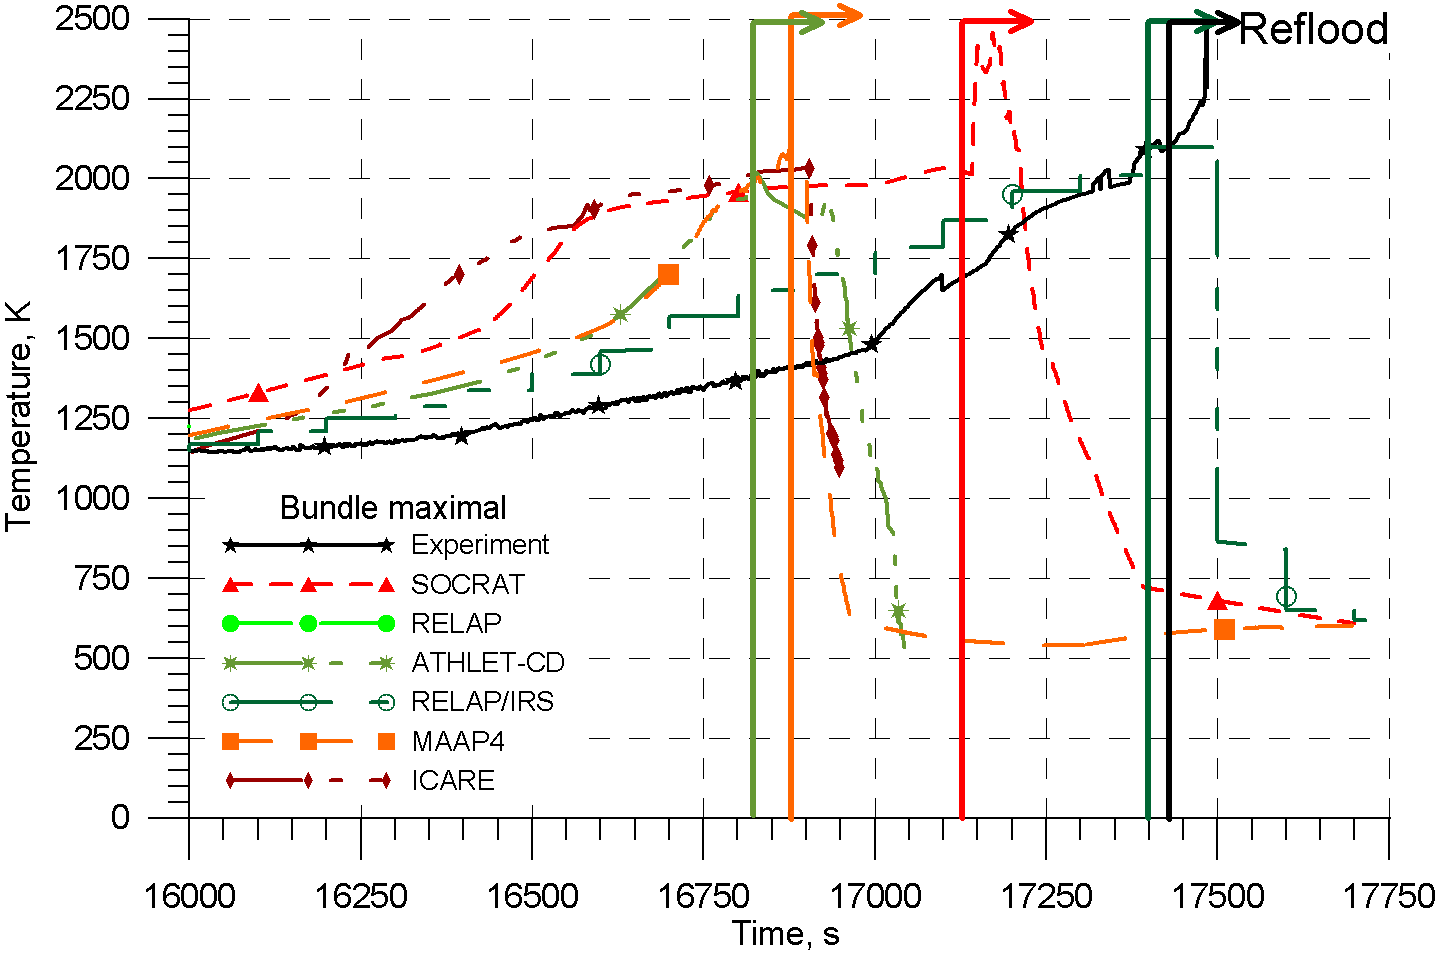 2500
Reflood
2250
2000
1750
1500
1250
1000
750
500
250
0
Temperature, K
Bundle maximal
Experiment
SOCRAT
RELAP
ATHLET-CD
RELAP/IRS
MAAP4
ICARE
16000 16250 16500 16750 17000 17250 17500 17750
Time, s